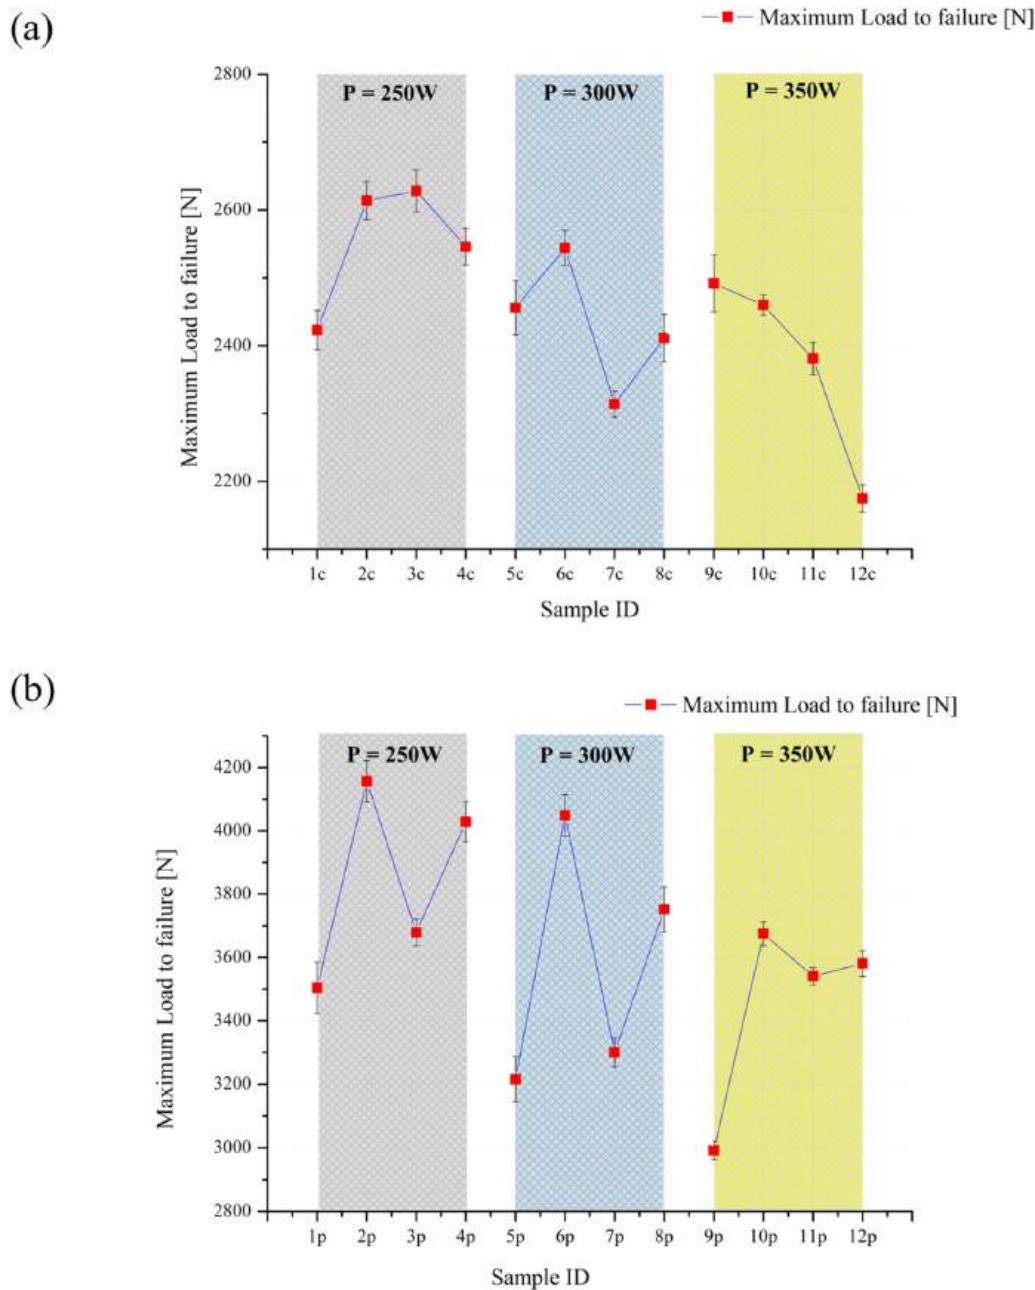 (a)
Maximum Load to failure [N]
P = 250W
P = 300W
P = 350W
Maximum Load to failure [N]
2800
2600
2400
2200
1c 2c 3c 4c 5c 6c 7c 8c 9c 10c 11c 12c
Sample ID
(b)
Maximum Load to failure [N]
P = 250W
P = 300W
P = 350W
Maximum Load to failure [N]
4200
4000
3800
3600
3400
3200
3000
2800
1p 2p 3p 4p 5p 6p 7p 8p 9p 10p 11p 12p
Sample ID